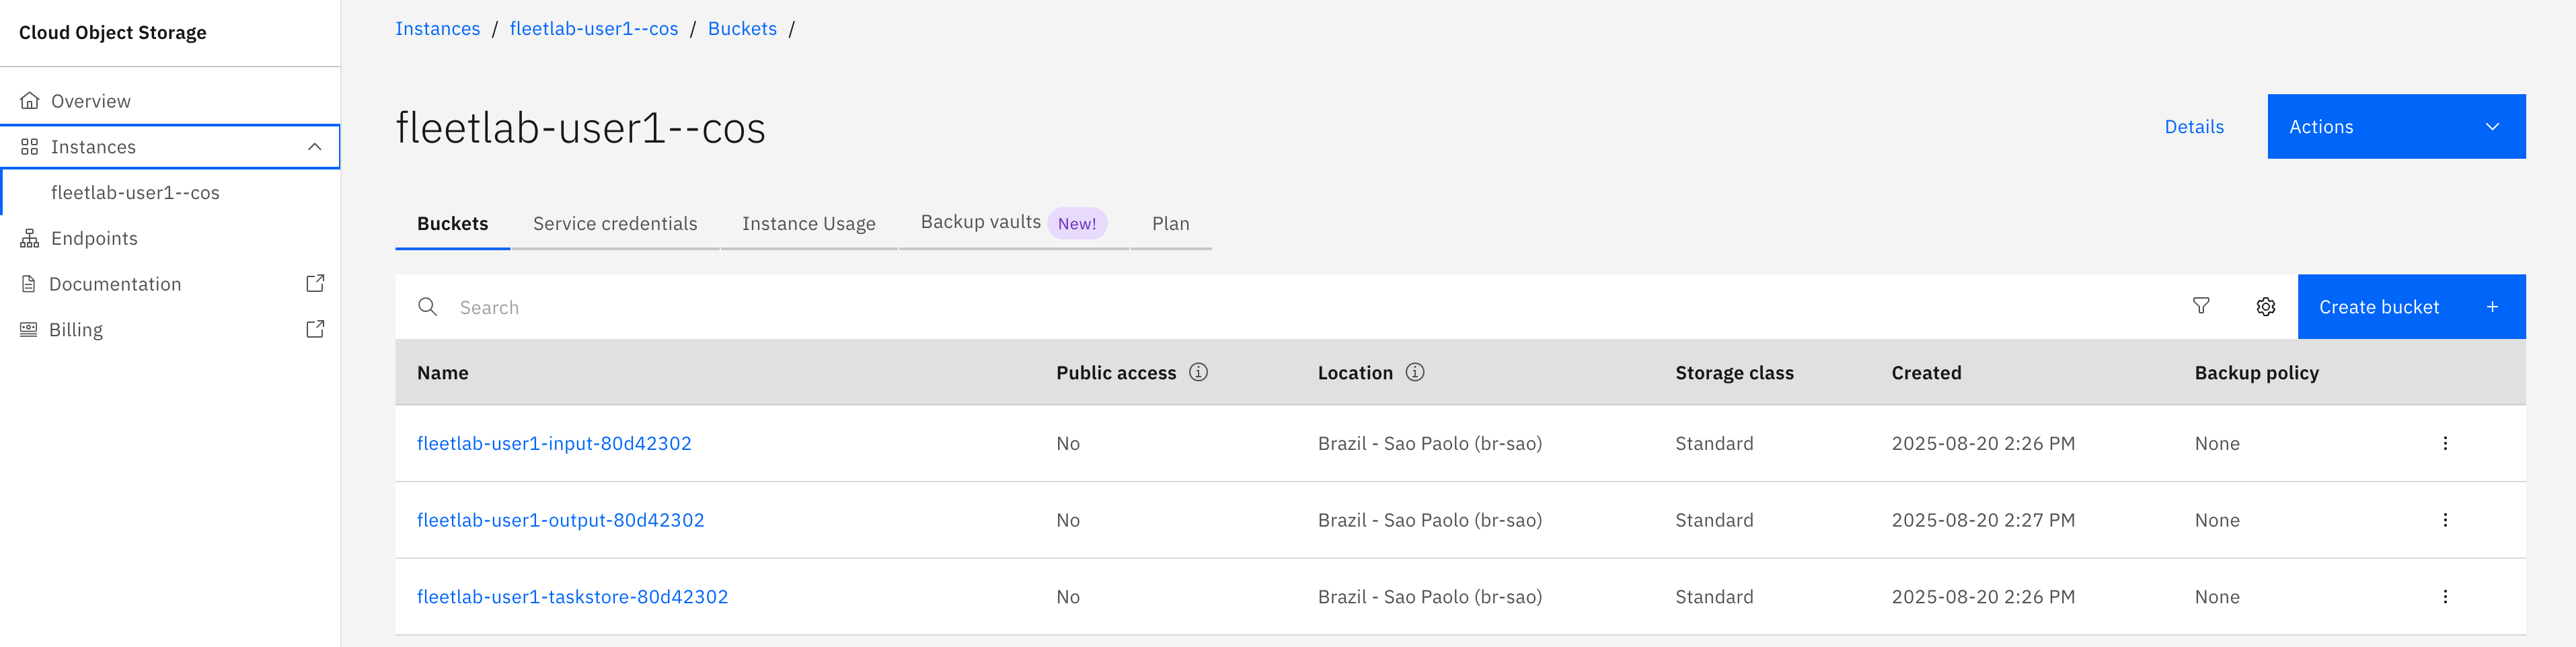 Cloud Object Storage
Overview
Instances
fleetlab-user1--cos
Endpoints
Documentation
Billing
Instances / fleetlab-user1--cos / Buckets /
fleetlab-user1--cos
Details
Actions
Buckets Service credentials Instance Usage Backup vaults New! Plan
Search
Create bucket +
Name Public access Location Storage class Created Backup policy
fleetlab-user1-input-80d42302 No Brazil - Sao Paolo (br-sao) Standard 2025-08-20 2:26 PM None
fleetlab-user1-output-80d42302 No Brazil - Sao Paolo (br-sao) Standard 2025-08-20 2:27 PM None
fleetlab-user1-taskstore-80d42302 No Brazil - Sao Paolo (br-sao) Standard 2025-08-20 2:26 PM None